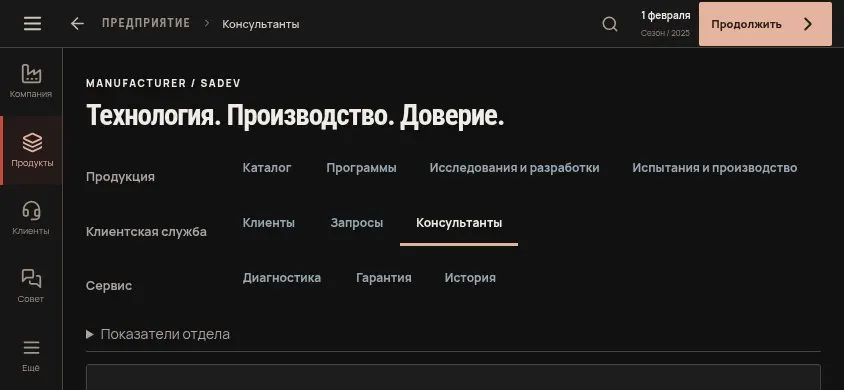 ПРЕДПРИЯТИЕ > Консультанты
1 февраля
Сезон / 2025
Продолжить
Компания
Продукты
Клиенты
Совет
Ещё
MANUFACTURER / SADEV
Технология. Производство. Доверие.
Продукция Каталог Программы Исследования и разработки Испытания и производство
Клиентская служба Клиенты Запросы Консультанты
Сервис Диагностика Гарантия История
Показатели отдела